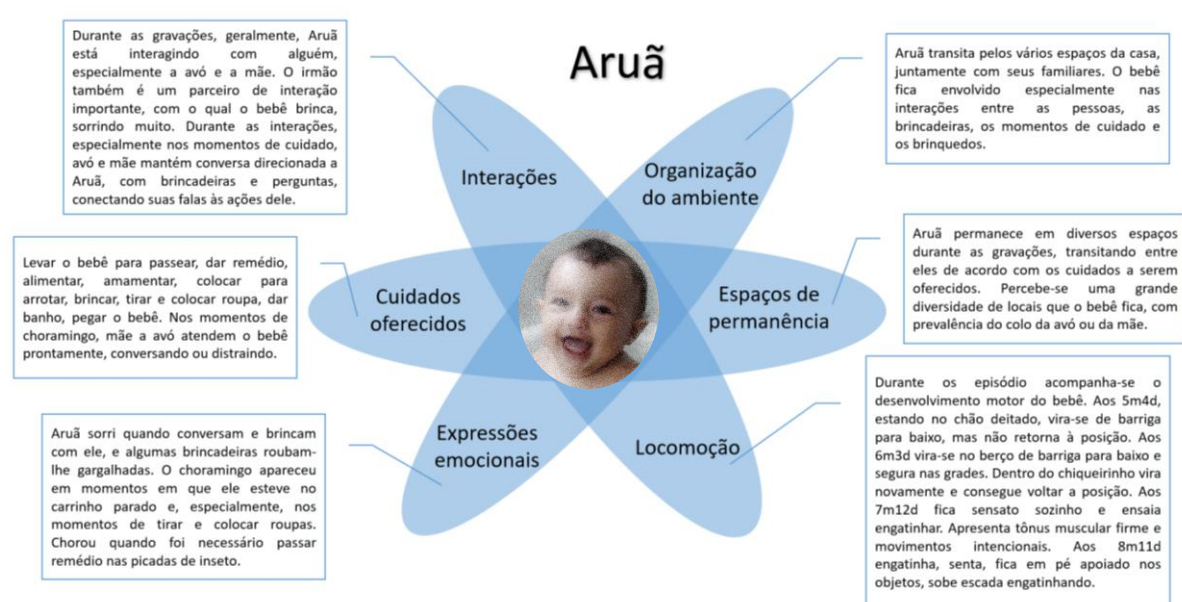 Aruã
Durante as gravações, geralmente, Aruã
está interagindo com alguém,
especialmente a avó e a mãe. O irmão
também é um parceiro de interação
importante, com o qual o bebê brinca,
sorrindo muito. Durante as interações,
especialmente nos momentos de cuidado,
avó e mãe mantém conversa direcionada a
Aruã, com brincadeiras e perguntas,
conectando suas falas às ações dele.
Interações
Organização
do ambiente
Aruã transita pelos vários espaços da casa,
juntamente com seus familiares. O bebê
fica envolvido especialmente nas
interações entre as pessoas, as
brincadeiras, os momentos de cuidado e
os brinquedos.
Levar o bebê para passear, dar remédio,
alimentar, amamentar, colocar para
arrotar, brincar, tirar e colocar roupa, dar
banho, pegar o bebê. Nos momentos de
choramingo, mãe a avó atendem o bebê
prontamente, conversando ou distraindo.
Cuidados
oferecidos
Espaços de
permanência
Aruã permanece em diversos espaços
durante as gravações, transitando entre
eles de acordo com os cuidados a serem
oferecidos. Percebe-se uma grande
diversidade de locais que o bebê fica, com
prevalência do colo da avó ou da mãe.
Aruã sorri quando conversam e brincam
com ele, e algumas brincadeiras roubam-
lhe gargalhadas. O choramingo apareceu
em momentos em que ele esteve no
carrinho parado e, especialmente, nos
momentos de tirar e colocar roupas.
Chorou quando foi necessário passar
remédio nas picadas de inseto.
Expressões
emocionais
Locomoção
Durante os episódio acompanha-se o
desenvolvimento motor do bebê. Aos 5m4d,
estando no chão deitado, vira-se de barriga
para baixo, mas não retorna à posição. Aos
6m3d vira-se no berço de barriga para baixo e
segura nas grades. Dentro do chiqueirinho vira
novamente e consegue voltar a posição. Aos
7m12d fica sensato sozinho e ensaia
engatinhar. Apresenta tônus muscular firme e
movimentos intencionais. Aos 8m11d
engatinha, senta, fica em pé apoiado nos
objetos, sobe escada engatinhando.